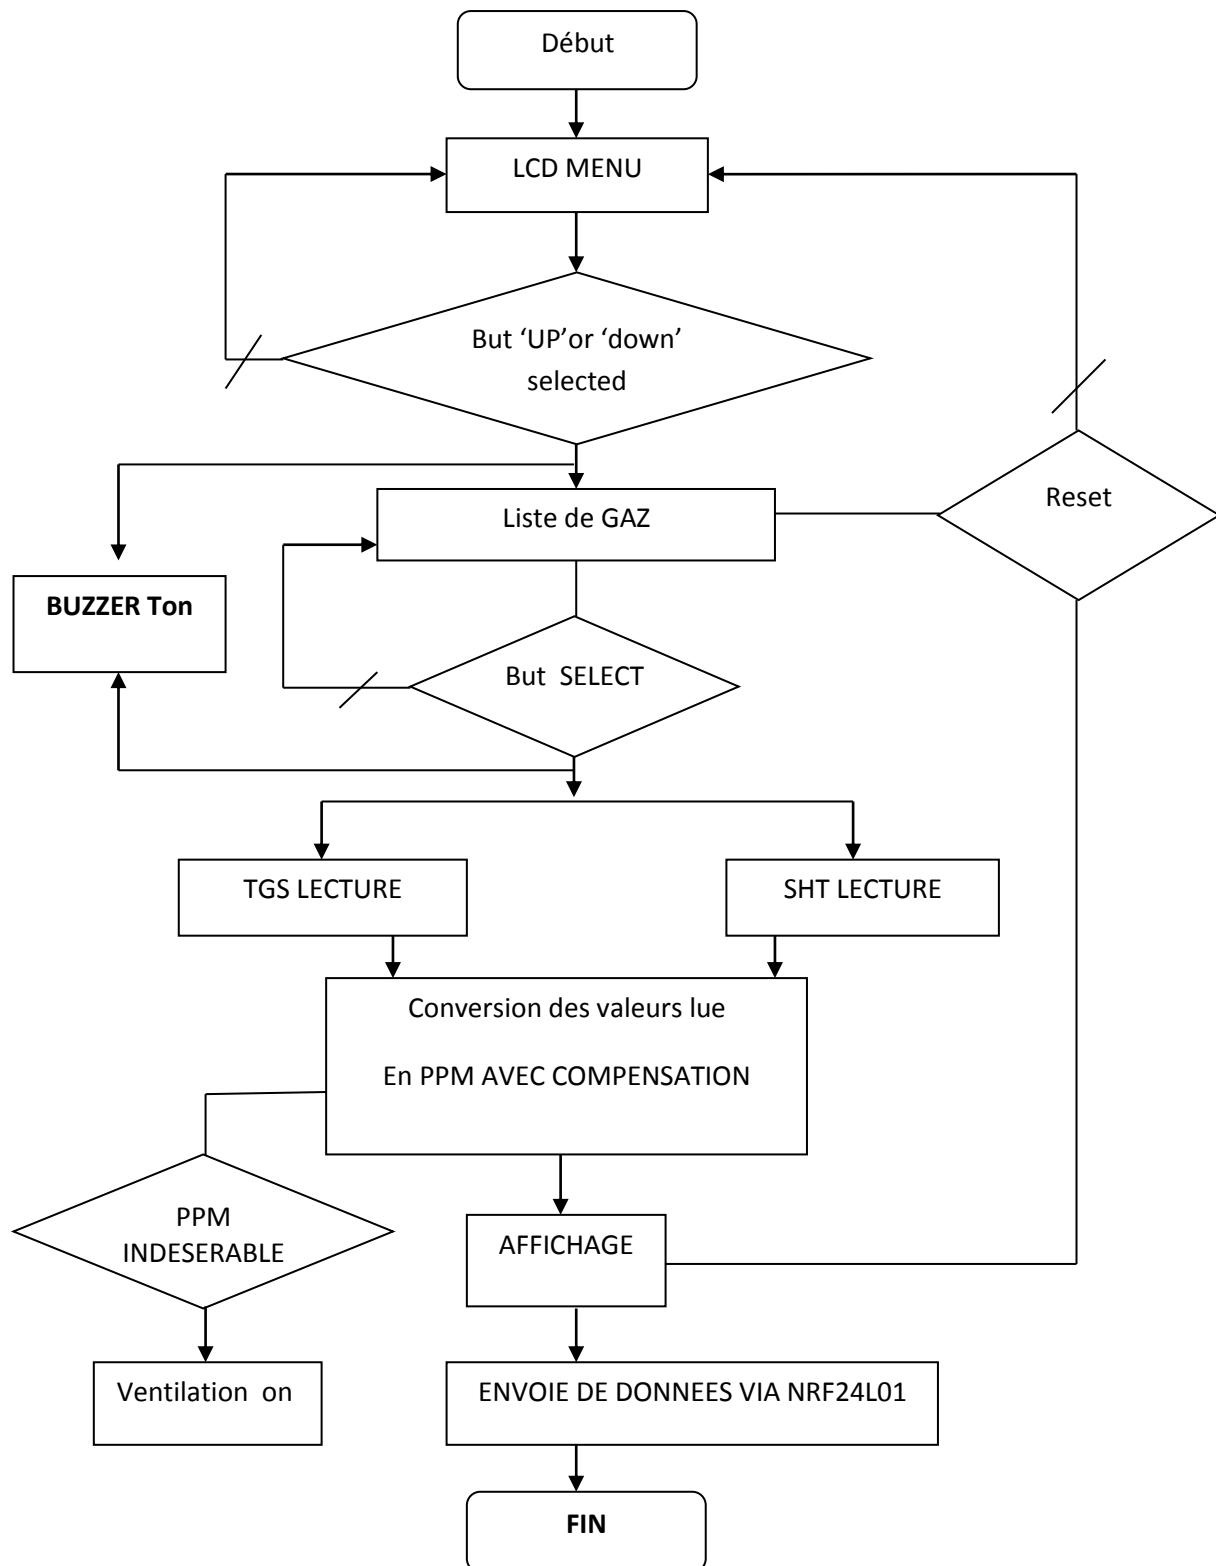 Début
LCD MENU
But ‘UP’or ‘down’
selected
Liste de GAZ
Reset
BUZZER Ton
But SELECT
TGS LECTURE
SHT LECTURE
Conversion des valeurs lue
En PPM AVEC COMPENSATION
PPM
INDESERABLE
AFFICHAGE
Ventilation on
ENVOIE DE DONNEES VIA NRF24L01
FIN